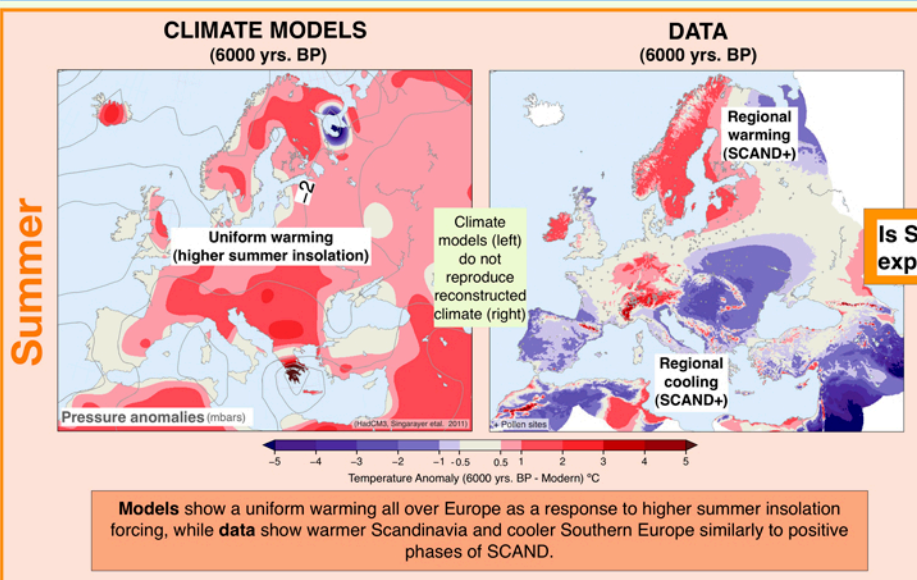 CLIMATE MODELS
(6000 yrs. BP)
DATA
(6000 yrs. BP)
Summer
Uniform warming
(higher summer insolation)
−2
Pressure anomalies (mbars)
(HadCM3, Singarayer etal. 2011)
Climate
models (left)
do not
reproduce
reconstructed
climate (right)
Regional
warming
(SCAND+)
Regional
cooling
(SCAND+)
+ Pollen sites
Is S
exp
-5 -4 -3 -2 -1 -0.5 0.5 1 2 3 4 5
Temperature Anomaly (6000 yrs. BP - Modern) ºC
Models show a uniform warming all over Europe as a response to higher summer insolation
forcing, while data show warmer Scandinavia and cooler Southern Europe similarly to positive
phases of SCAND.